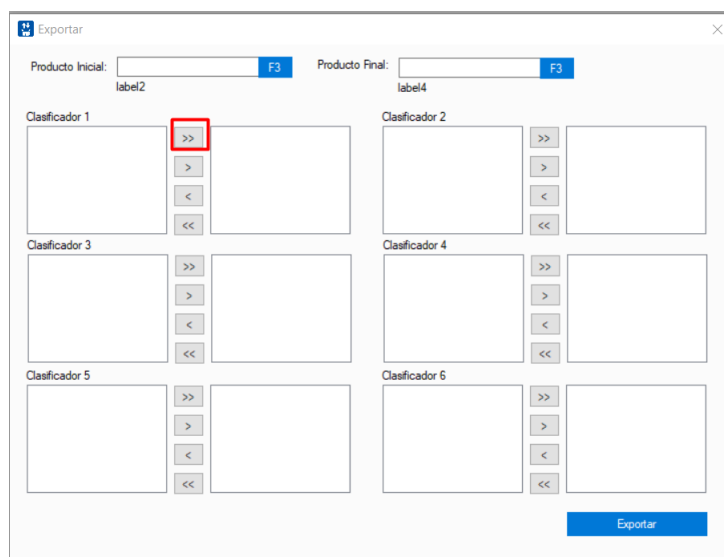 Exportar
Producto Inicial: F3 Producto Final: F3
label2 label4
Clasificador 1 Clasificador 2
>> >>
> >
< <
<< <<
Clasificador 3 Clasificador 4
>> >>
> >
< <
<< <<
Clasificador 5 Clasificador 6
>> >>
> >
< <
<< <<
Exportar